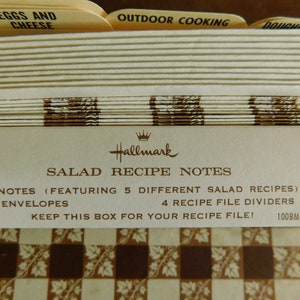 EGGS AND
CHEESE
OUTDOOR COOKING
Hallmark
SALAD RECIPE NOTES
NOTES (FEATURING 5 DIFFERENT SALAD RECIPES)
ENVELOPES 4 RECIPE FILE DIVIDERS
KEEP THIS BOX FOR YOUR RECIPE FILE!